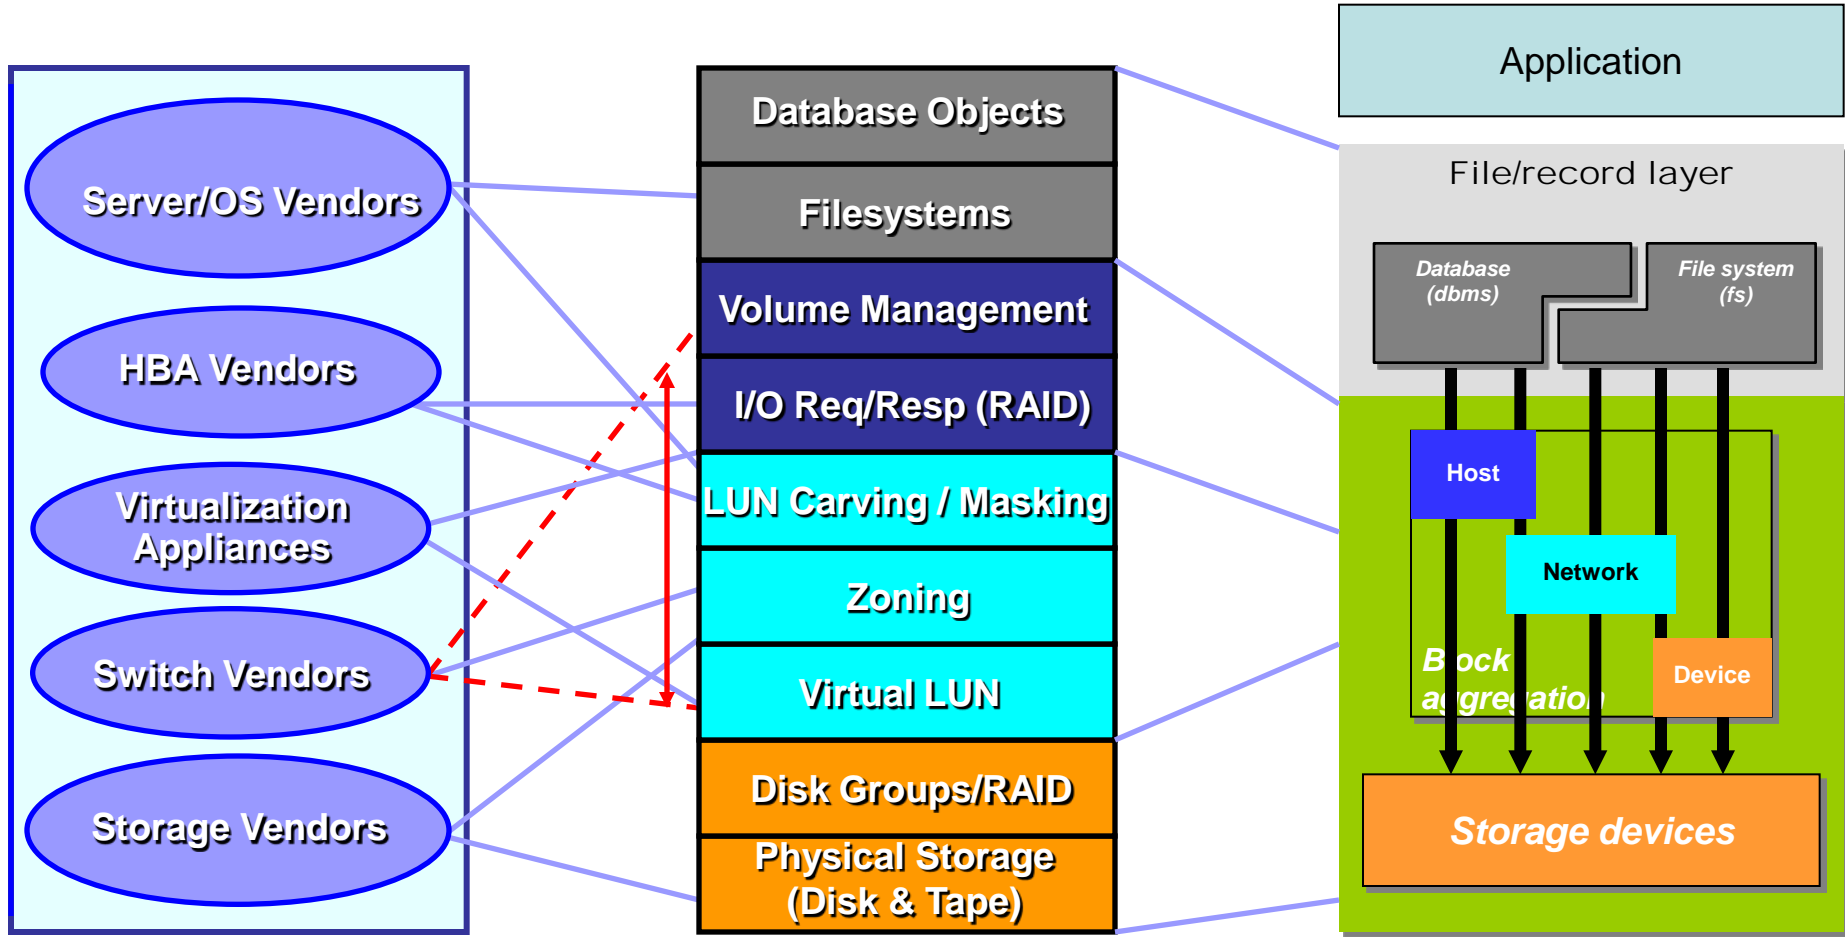 Server/OS Vendors
HBA Vendors
Virtualization
Appliances
Switch Vendors
Storage Vendors
Database Objects
Filesystems
Volume Management
I/O Req/Resp (RAID)
LUN Carving / Masking
Zoning
Virtual LUN
Disk Groups/RAID
Physical Storage
(Disk & Tape)
Application
File/record layer
Database
(dbms)
File system
(fs)
Host
Network
Device
Block
aggregation
Storage devices